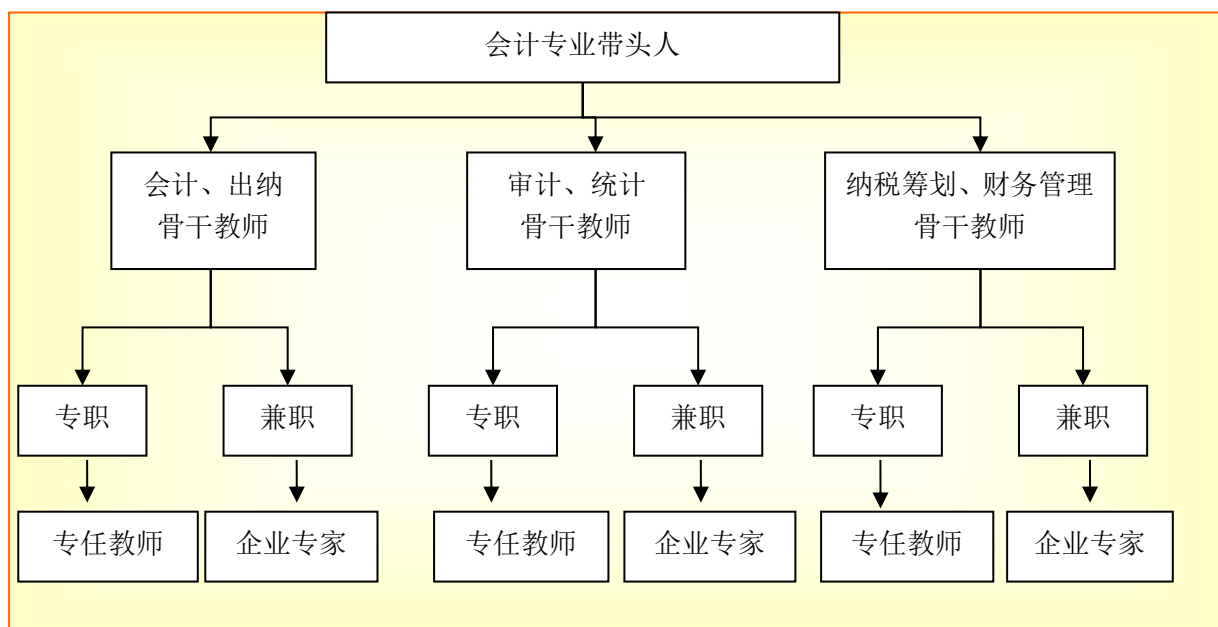 会计专业带头人
会计、出纳
骨干教师
审计、统计
骨干教师
纳税筹划、财务管理
骨干教师
专职
兼职
专职
兼职
专职
兼职
专任教师
企业专家
专任教师
企业专家
专任教师
企业专家